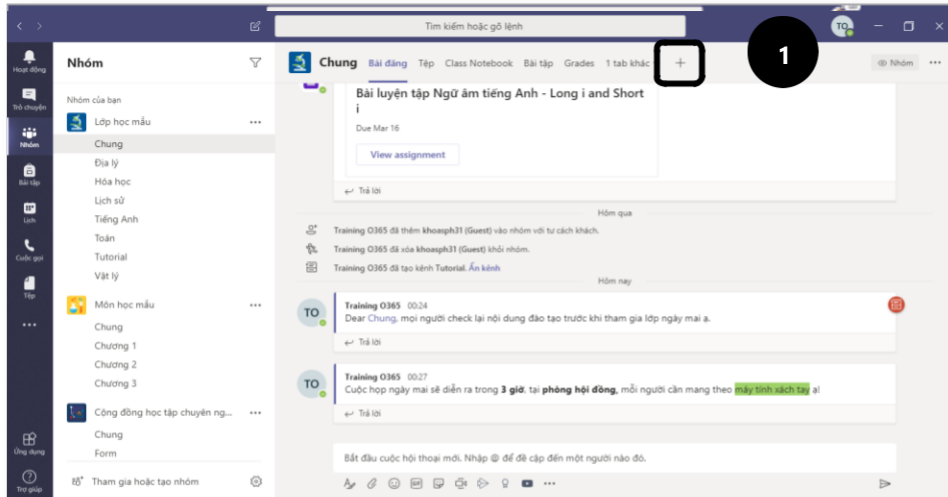 Tìm kiếm hoặc gõ lệnh
TO
1
Hoạt động
Trò chuyện
Nhóm
Bài tập
Lịch
Cuộc gọi
Tệp
Ứng dụng
Trợ giúp
Nhóm
Nhóm của bạn
Lớp học mẫu
Chung
Địa lý
Hóa học
Lịch sử
Tiếng Anh
Toán
Tutorial
Vật lý
Môn học mẫu
Chung
Chương 1
Chương 2
Chương 3
Cộng đồng học tập chuyên ng...
Chung
Form
Tham gia hoặc tạo nhóm
Chung Bài đăng Tệp Class Notebook Bài tập Grades 1 tab khác
Nhóm
Bài luyện tập Ngữ âm tiếng Anh - Long i and Short
i
Due Mar 16
View assignment
Trả lời
Hôm qua
Training O365 đã thêm khoasph31 (Guest) vào nhóm với tư cách khách.
Training O365 đã xóa khoasph31 (Guest) khỏi nhóm.
Training O365 đã tạo kênh Tutorial. Ẩn kênh
Hôm nay
TO
Training O365 00:24
Dear Chung, mọi người check lại nội dung đào tạo trước khi tham gia lớp ngày mai ạ.
Trả lời
TO
Training O365 00:27
Cuộc họp ngày mai sẽ diễn ra trong 3 giờ, tại phòng hội đồng, mỗi người cần mang theo máy tính xách tay ạ!
Trả lời
Bắt đầu cuộc hội thoại mới. Nhập @ để đề cập đến một người nào đó.
GIF